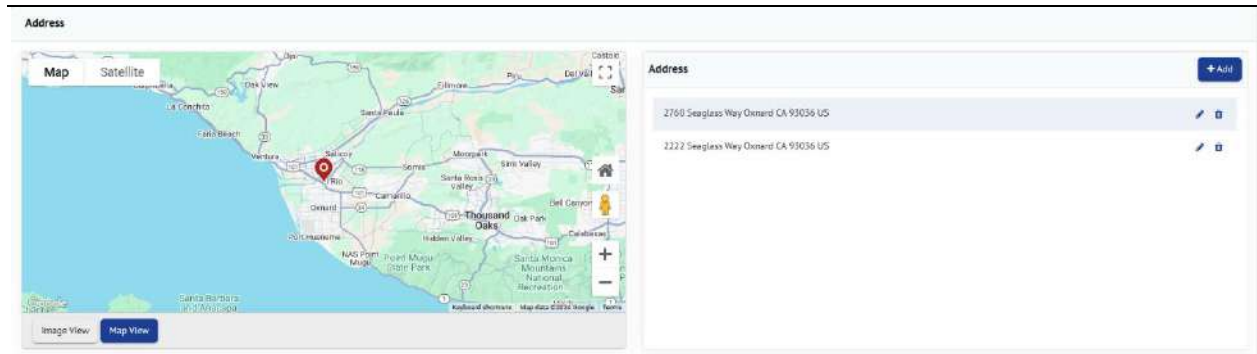 Address
Map
Satellite
Oak View
Fillmore
Piru
La Conchita
Santa Paula
Faria Beach
Ventura
Saticoy
Moorpark
Simi Valley
Somis
Rio
Santa Rosa Valley
Camarillo
Bell Canyon
Oxnard
Thousand Oaks
Oak Park
Port Hueneme
Hidden Valley
Calabasas
NAS Point Mugu
Point Mugu State Park
Santa Monica Mountains National Recreation
Keyboard shortcuts
Terms
Image View
Map View
Address
+ Add
2760 Seaglass Way Oxnard CA 93036 US
2222 Seaglass Way Oxnard CA 93036 US